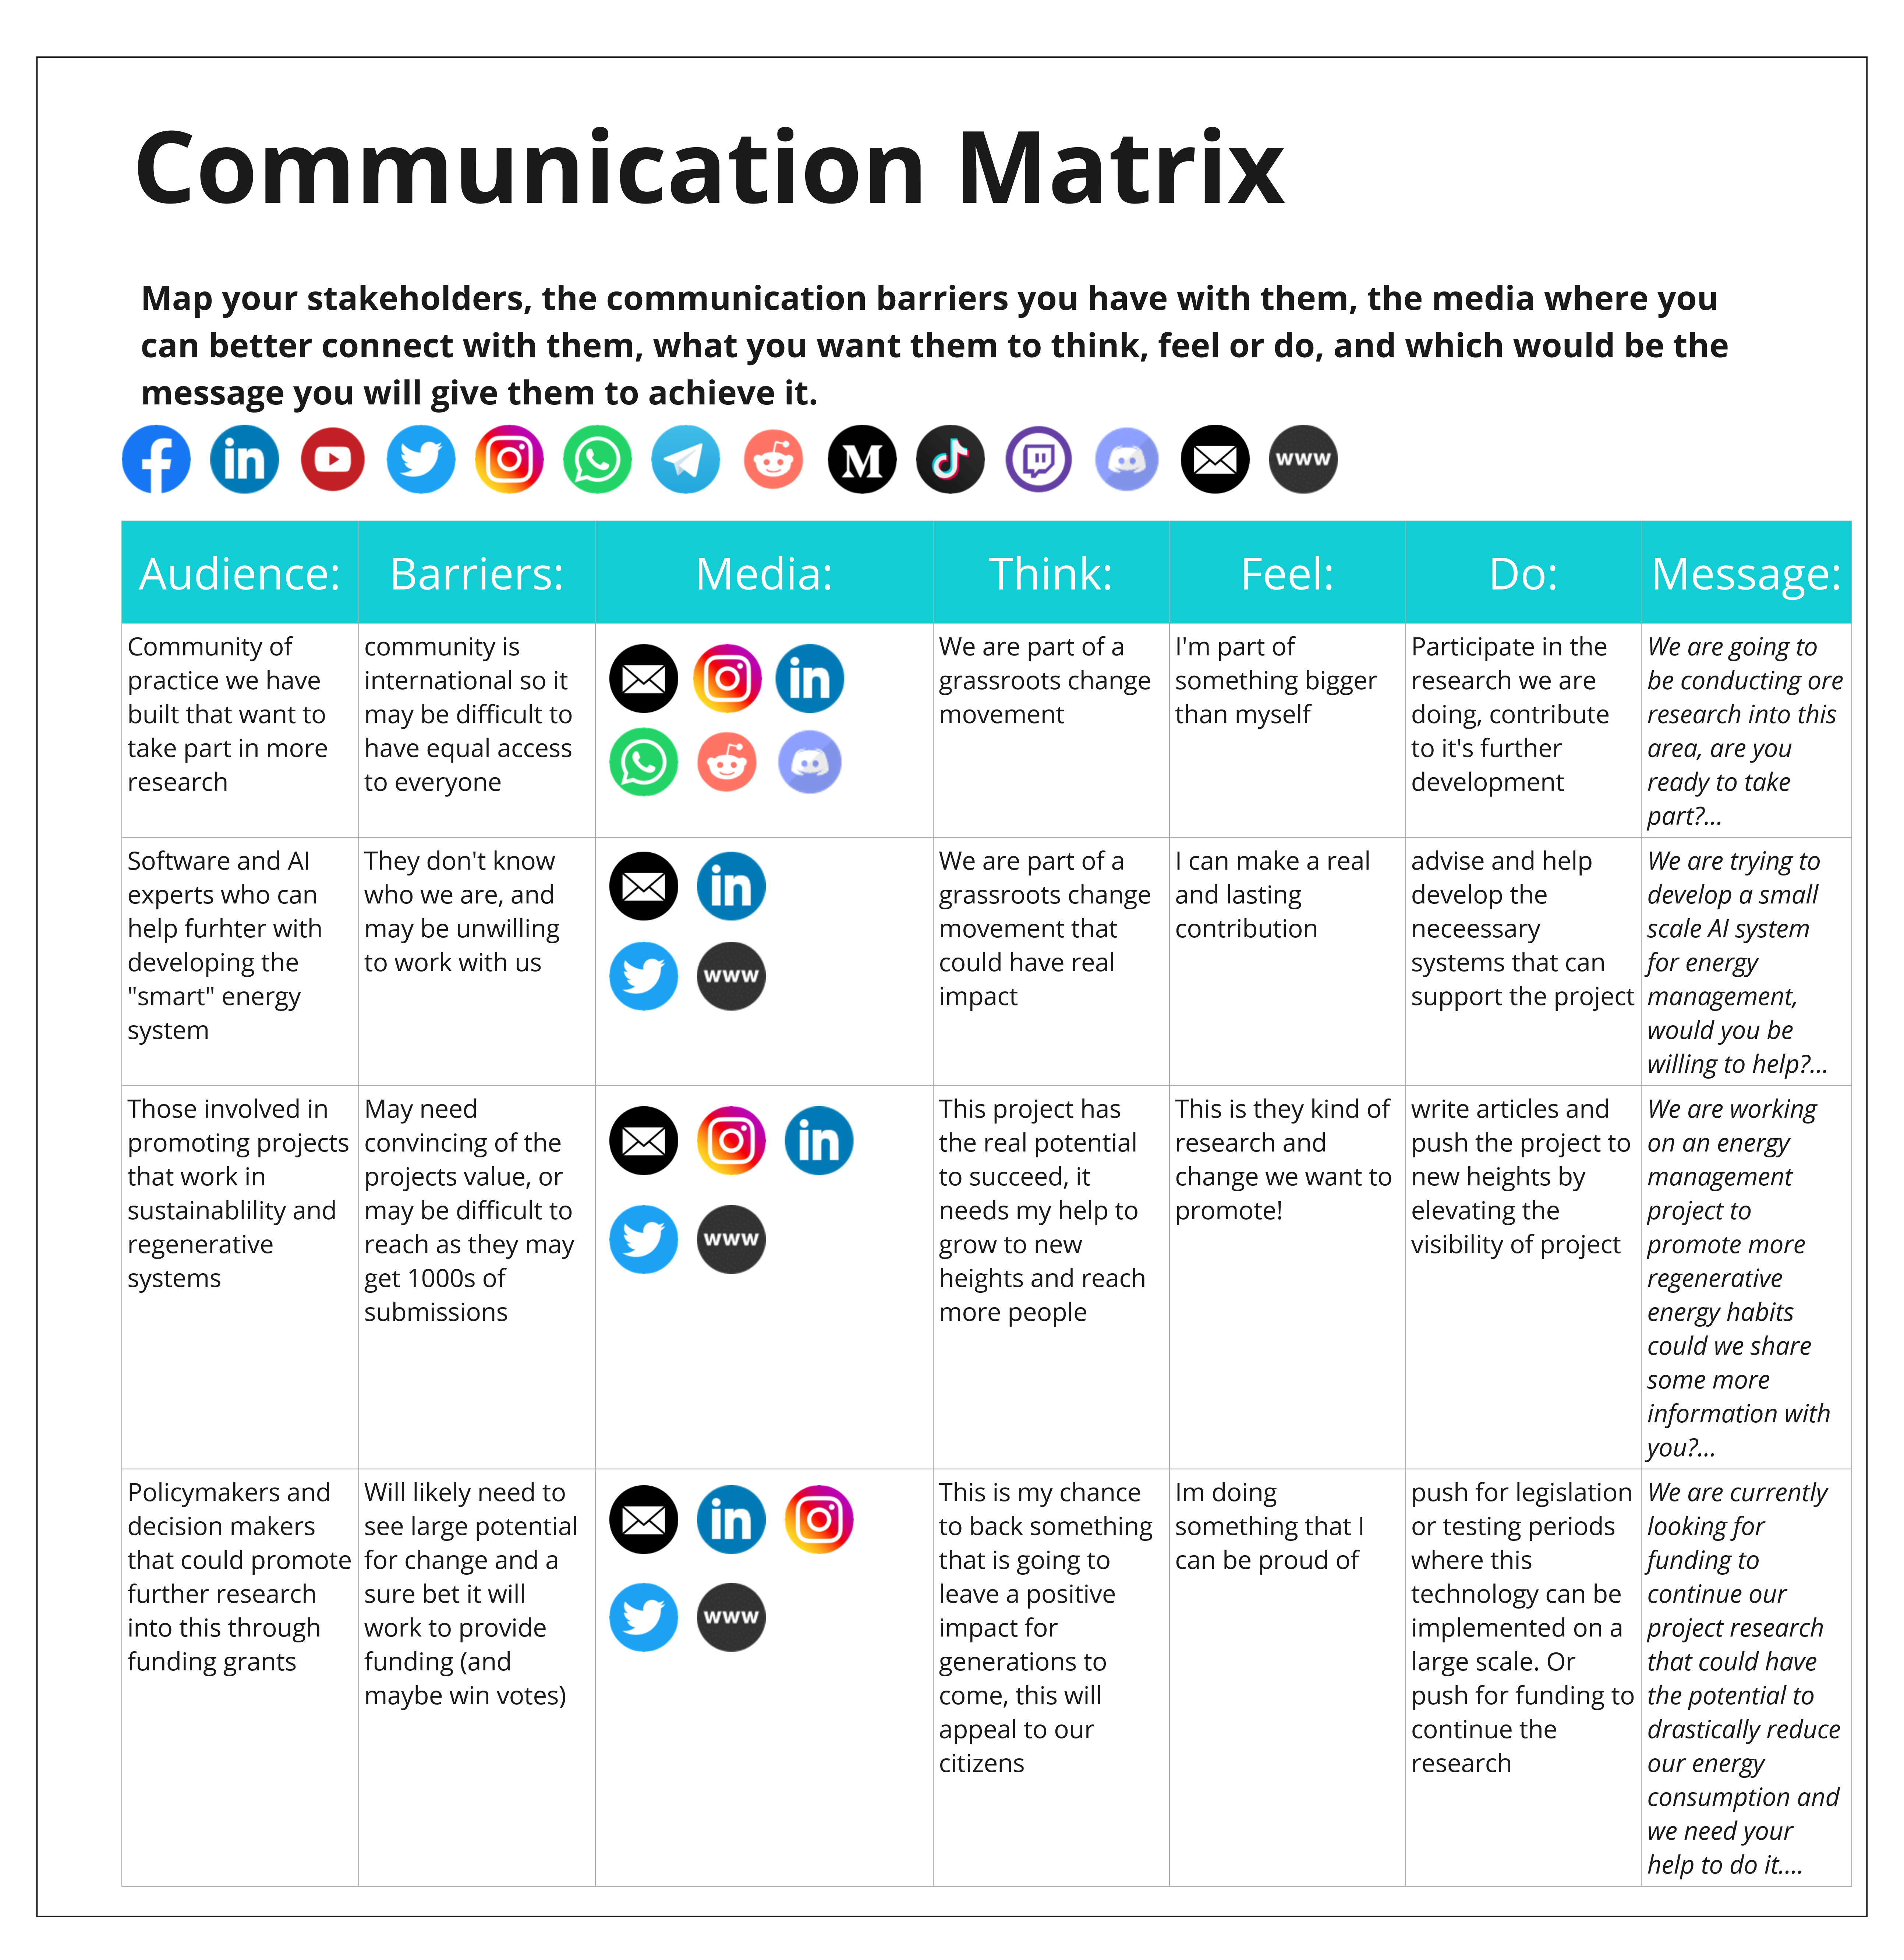 Communication Matrix
Map your stakeholders, the communication barriers you have with them, the media where you
can better connect with them, what you want them to think, feel or do, and which would be the
message you will give them to achieve it.
in M www
Audience: Barriers: Media: Think: Feel: Do: Message:
Community of
practice we have
built that want to
take part in more
research
community is
international so it
may be difficult to
have equal access
to everyone
in
We are part of a
grassroots change
movement
I'm part of
something bigger
than myself
Participate in the
research we are
doing, contribute
to it's further
development
We are going to
be conducting ore
research into this
area, are you
ready to take
part?...
Software and AI
experts who can
help furhter with
developing the
"smart" energy
system
They don't know
who we are, and
may be unwilling
to work with us
in
www
We are part of a
grassroots change
movement that
could have real
impact
I can make a real
and lasting
contribution
advise and help
develop the
neceessary
systems that can
support the project
We are trying to
develop a small
scale AI system
for energy
management,
would you be
willing to help?...
Those involved in
promoting projects
that work in
sustainablility and
regenerative
systems
May need
convincing of the
projects value, or
may be difficult to
reach as they may
get 1000s of
submissions
in
www
This project has
the real potential
to succeed, it
needs my help to
grow to new
heights and reach
more people
This is they kind of
research and
change we want to
promote!
write articles and
push the project to
new heights by
elevating the
visibility of project
We are working
on an energy
management
project to
promote more
regenerative
energy habits
could we share
some more
information with
you?...
Policymakers and
decision makers
that could promote
further research
into this through
funding grants
Will likely need to
see large potential
for change and a
sure bet it will
work to provide
funding (and
maybe win votes)
in
www
This is my chance
to back something
that is going to
leave a positive
impact for
generations to
come, this will
appeal to our
citizens
Im doing
something that I
can be proud of
push for legislation
or testing periods
where this
technology can be
implemented on a
large scale. Or
push for funding to
continue the
research
We are currently
looking for
funding to
continue our
project research
that could have
the potential to
drastically reduce
our energy
consumption and
we need your
help to do it....